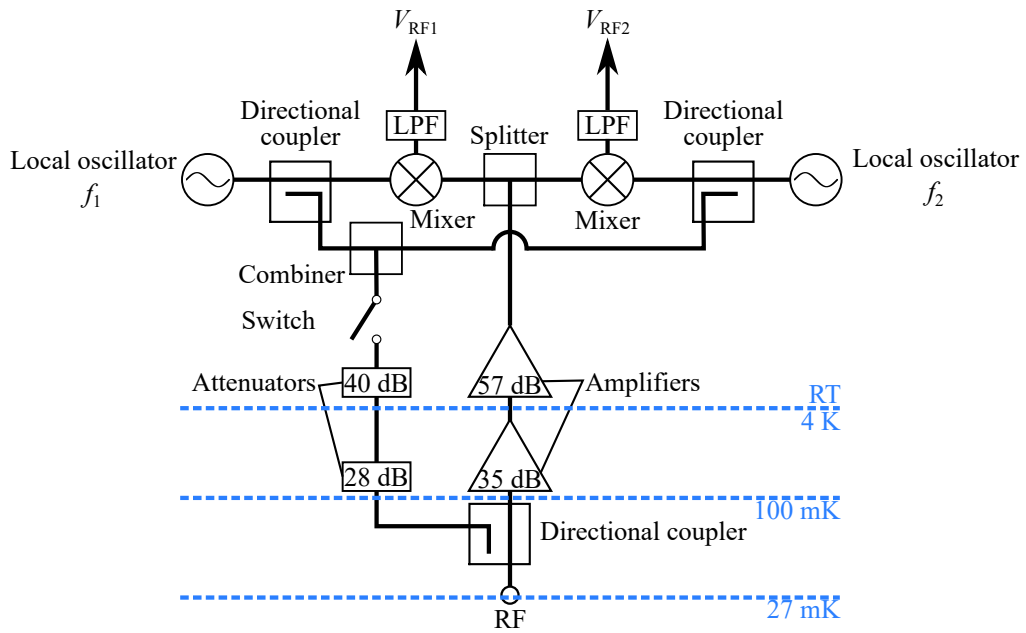 V_RF1
V_RF2
Directional
coupler
Directional
coupler
LPF
Splitter
LPF
Local oscillator
f_1
Local oscillator
f_2
Mixer
Mixer
Combiner
Switch
Attenuators
40 dB
57 dB
Amplifiers
RT
4 K
28 dB
35 dB
100 mK
Directional coupler
27 mK
RF